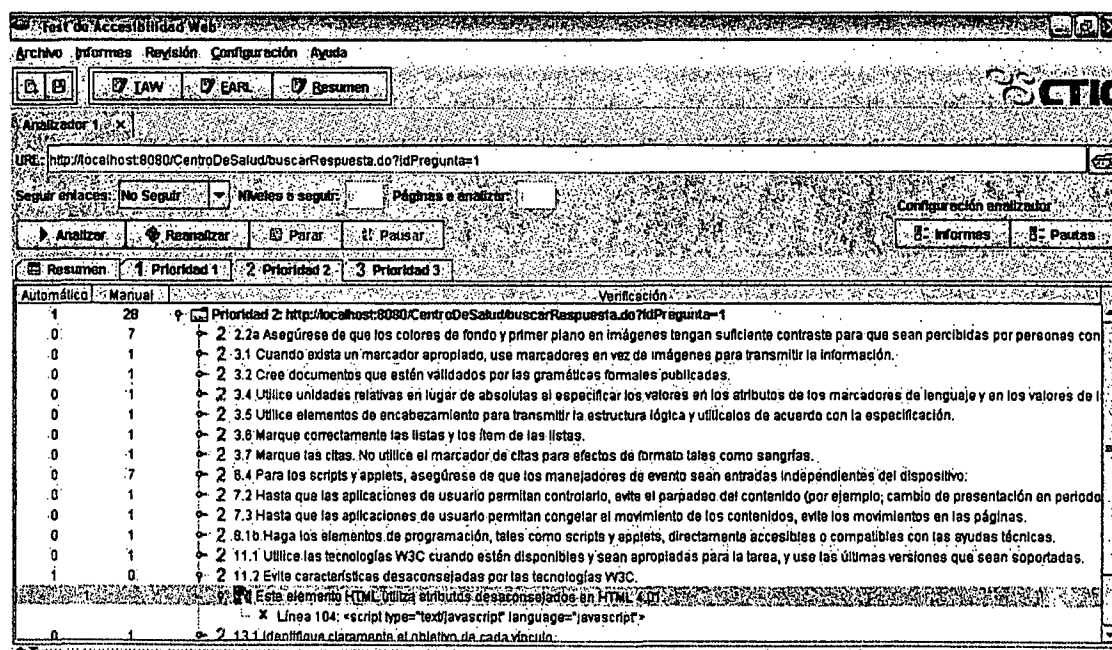 Test de Accesibilidad Web
Archivo Informes Revisión Configuración Ayuda
TAW EARL Resumen
CTIC
Analizador 1 X
URL: http://localhost:8080/CentroDeSalud/buscarRespuesta.do?idPregunta=1
Seguir enlaces: No Seguir Niveles a seguir: Páginas a analizar:
Configuración analizador
Analizar Reanalizar Parar Pausar Informes Pautas
Resumen 1 Prioridad 1 2 Prioridad 2 3 Prioridad 3
Automático Manual Verificación
1 28 Prioridad 2: http://localhost:8080/CentroDeSalud/buscarRespuesta.do?idPregunta=1
0 7 2 2.2a Asegúrese de que los colores de fondo y primer plano en imágenes tengan suficiente contraste para que sean percibidas por personas con
0 1 2 3.1 Cuando exista un marcador apropiado, use marcadores en vez de imágenes para transmitir la información.
0 1 2 3.2 Cree documentos que estén validados por las gramáticas formales publicadas.
0 1 2 3.4 Utilice unidades relativas en lugar de absolutas al especificar los valores en los atributos de los marcadores de lenguaje y en los valores de l
0 1 2 3.5 Utilice elementos de encabezamiento para transmitir la estructura lógica y utilícelos de acuerdo con la especificación.
0 1 2 3.6 Marque correctamente las listas y los ítem de las listas.
0 1 2 3.7 Marque las citas. No utilice el marcador de citas para efectos de formato tales como sangrías.
0 7 2 6.4 Para los scripts y applets, asegúrese de que los manejadores de evento sean entradas independientes del dispositivo.
0 1 2 7.2 Hasta que las aplicaciones de usuario permitan controlarlo, evite el parpadeo del contenido (por ejemplo, cambio de presentación en periodo
0 1 2 7.3 Hasta que las aplicaciones de usuario permitan congelar el movimiento de los contenidos, evite los movimientos en las páginas.
0 1 2 8.1b Haga los elementos de programación, tales como scripts y applets, directamente accesibles o compatibles con las ayudas técnicas.
0 1 2 11.1 Utilice las tecnologías W3C cuando estén disponibles y sean apropiadas para la tarea, y use las últimas versiones que sean soportadas.
1 0 2 11.2 Evite características desaconsejadas por las tecnologías W3C.
1 Este elemento HTML utiliza atributos desaconsejados en HTML 4.01
X Línea 104: <script type="text/javascript" language="javascript">
0 1 2 13.1 Identifique claramente el objetivo de cada vínculo.